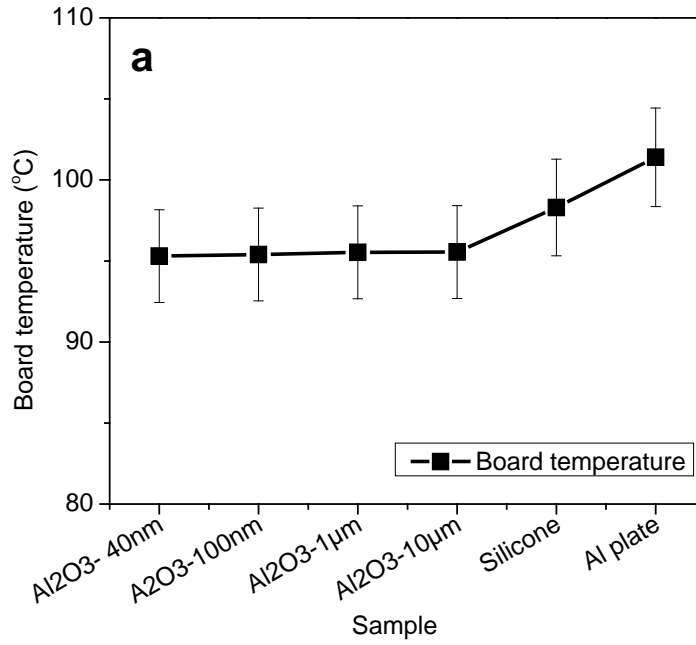 a
110
100
90
80
Board temperature (°C)
Board temperature
Al2O3- 40nm
A2O3-100nm
Al2O3-1μm
Al2O3-10μm
Silicone
Al plate
Sample